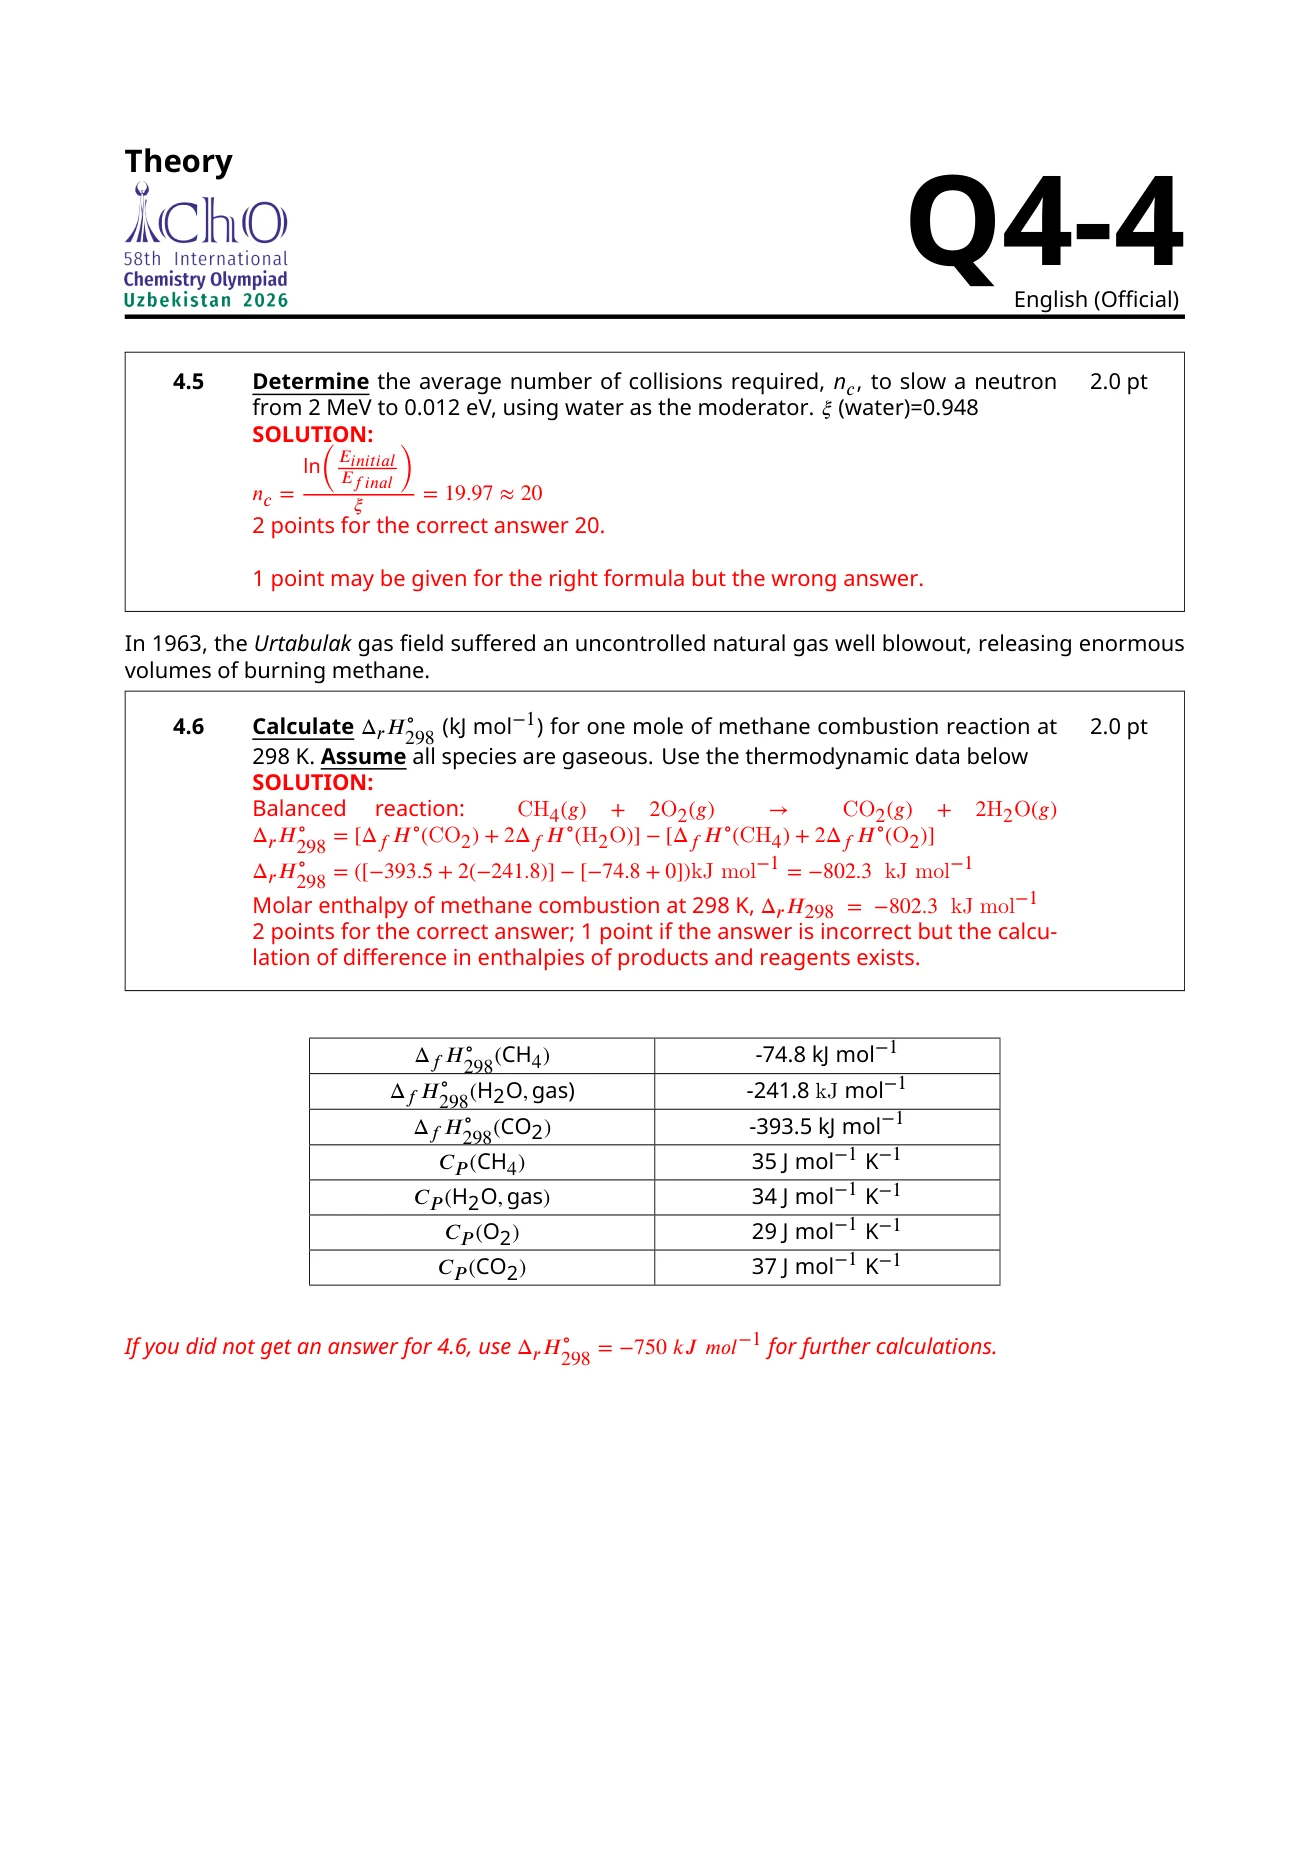 Theory
ichO
58th International
Chemistry Olympiad
Uzbekistan 2026
Q4-4
English (Official)
4.5 Determine the average number of collisions required, n_c, to slow a neutron 2.0 pt
from 2 MeV to 0.012 eV, using water as the moderator. ξ (water)=0.948
SOLUTION:
n_c = ln(E_initial / E_final) / ξ = 19.97 ≈ 20
2 points for the correct answer 20.
1 point may be given for the right formula but the wrong answer.
In 1963, the Urtabulak gas field suffered an uncontrolled natural gas well blowout, releasing enormous
volumes of burning methane.
4.6 Calculate Δ_rH°_298 (kJ mol⁻¹) for one mole of methane combustion reaction at 2.0 pt
298 K. Assume all species are gaseous. Use the thermodynamic data below
SOLUTION:
Balanced reaction: CH₄(g) + 2O₂(g) → CO₂(g) + 2H₂O(g)
Δ_rH°_298 = [Δ_fH°(CO₂) + 2Δ_fH°(H₂O)] − [Δ_fH°(CH₄) + 2Δ_fH°(O₂)]
Δ_rH°_298 = ([−393.5 + 2(−241.8)] − [−74.8 + 0])kJ mol⁻¹ = −802.3 kJ mol⁻¹
Molar enthalpy of methane combustion at 298 K, Δ_rH_298 = −802.3 kJ mol⁻¹
2 points for the correct answer; 1 point if the answer is incorrect but the calcu-
lation of difference in enthalpies of products and reagents exists.
Δ_fH°_298(CH₄) -74.8 kJ mol⁻¹
Δ_fH°_298(H₂O, gas) -241.8 kJ mol⁻¹
Δ_fH°_298(CO₂) -393.5 kJ mol⁻¹
C_P(CH₄) 35 J mol⁻¹ K⁻¹
C_P(H₂O, gas) 34 J mol⁻¹ K⁻¹
C_P(O₂) 29 J mol⁻¹ K⁻¹
C_P(CO₂) 37 J mol⁻¹ K⁻¹
If you did not get an answer for 4.6, use Δ_rH°_298 = −750 kJ mol⁻¹ for further calculations.